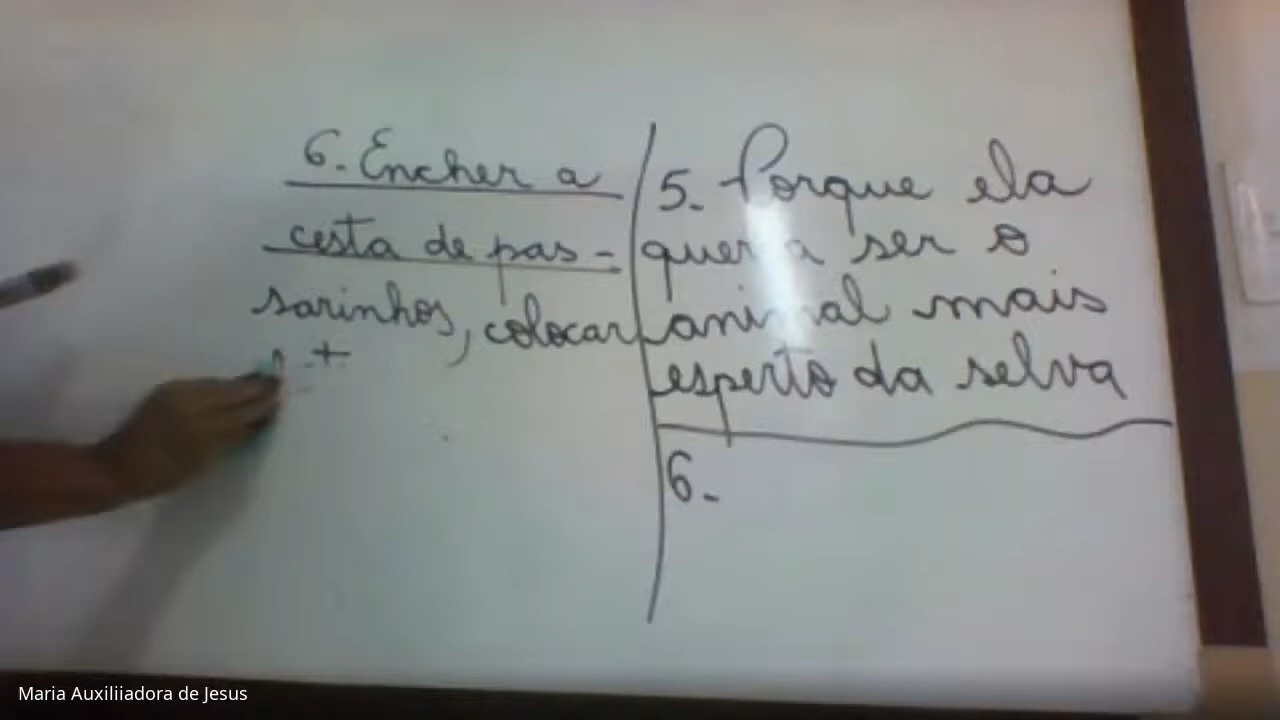 6. Encher a
cesta de pas-
sarinhos, colocar
5. Porque ela
queria ser o
animal mais
esperto da selva
6.
Maria Auxiliiadora de Jesus